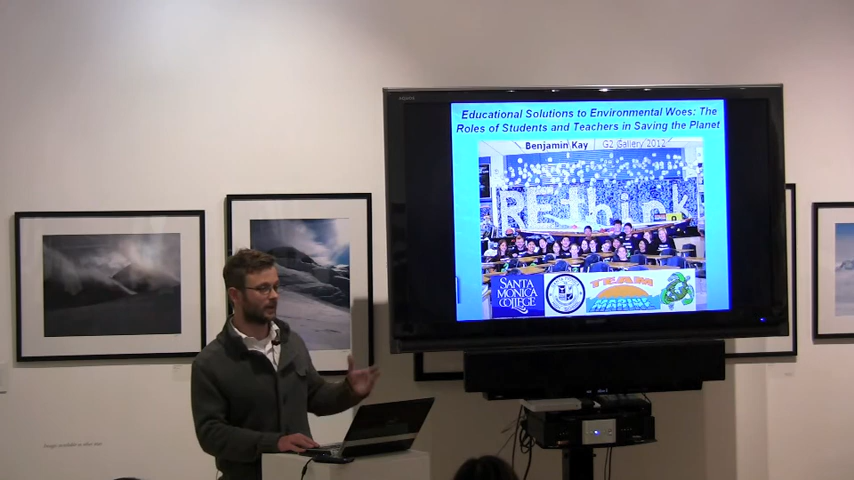 Educational Solutions to Environmental Woes: The
Roles of Students and Teachers in Saving the Planet
Benjamin Kay G2 Gallery 2012
REthink
SANTA
MONICA
COLLEGE
TEAM
MARINE